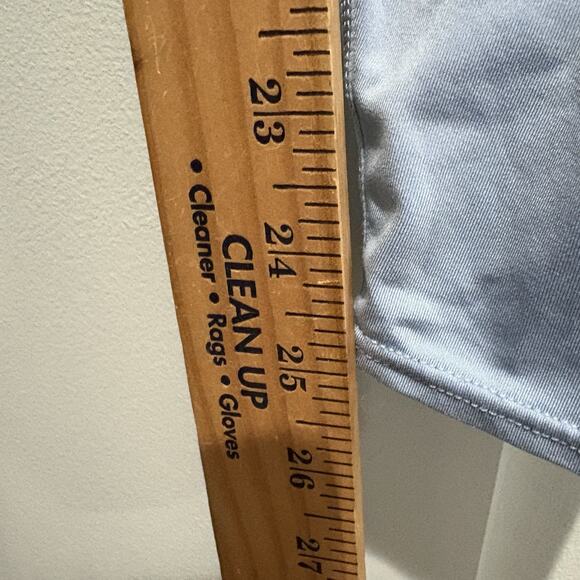 23
24
25
26
27
CLEAN UP
• Cleaner • Rags • Gloves